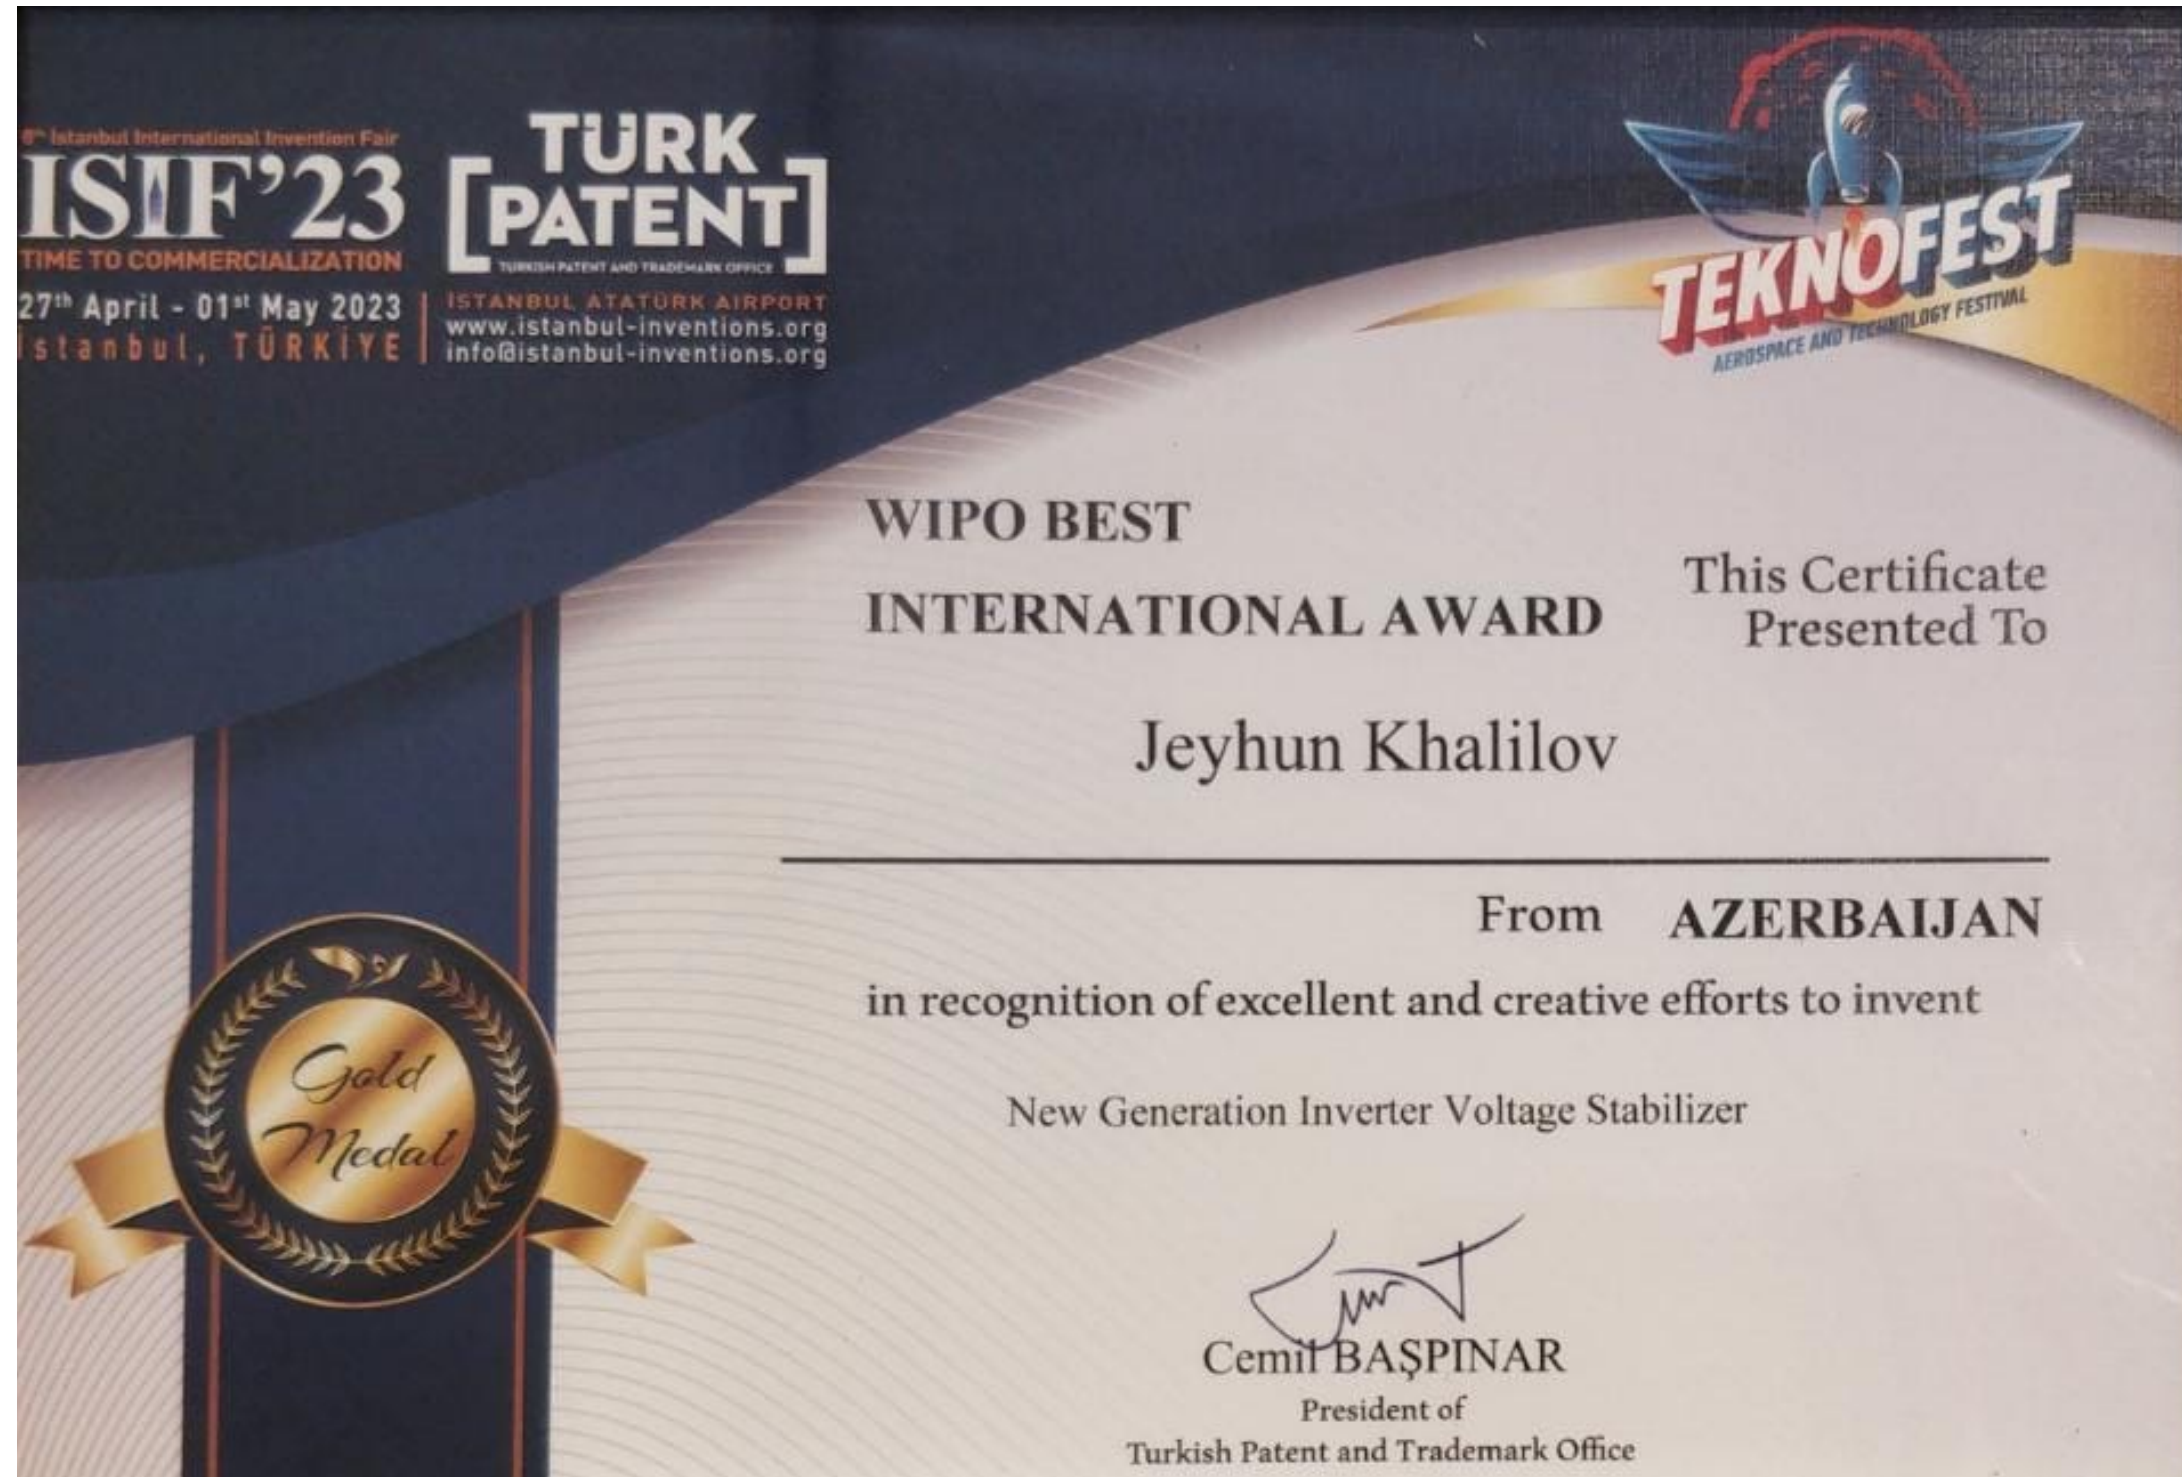 8th Istanbul International Invention Fair
ISIF’23
TIME TO COMMERCIALIZATION
27th April - 01st May 2023
İstanbul, TÜRKİYE
TÜRK
[PATENT]
TURKISH PATENT AND TRADEMARK OFFICE
İSTANBUL ATATÜRK AIRPORT
www.istanbul-inventions.org
info@istanbul-inventions.org
TEKNOFEST
AEROSPACE AND TECHNOLOGY FESTIVAL
WIPO BEST
INTERNATIONAL AWARD
This Certificate
Presented To
Jeyhun Khalilov
From AZERBAIJAN
in recognition of excellent and creative efforts to invent
New Generation Inverter Voltage Stabilizer
Gold
Medal
Cemil BAŞPINAR
President of
Turkish Patent and Trademark Office